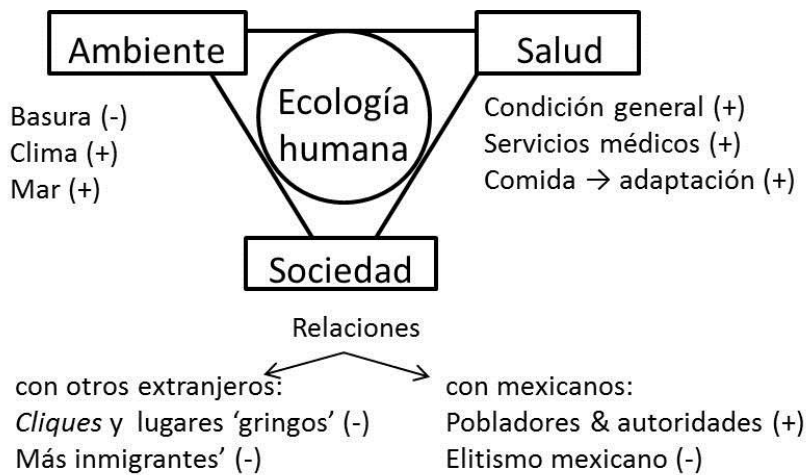 Ambiente
Salud
Ecología
humana
Basura (-)
Clima (+)
Mar (+)
Condición general (+)
Servicios médicos (+)
Comida → adaptación (+)
Sociedad
Relaciones
con otros extranjeros:
Cliques y lugares ‘gringos’ (-)
Más inmigrantes’ (-)
con mexicanos:
Pobladores & autoridades (+)
Elitismo mexicano (-)